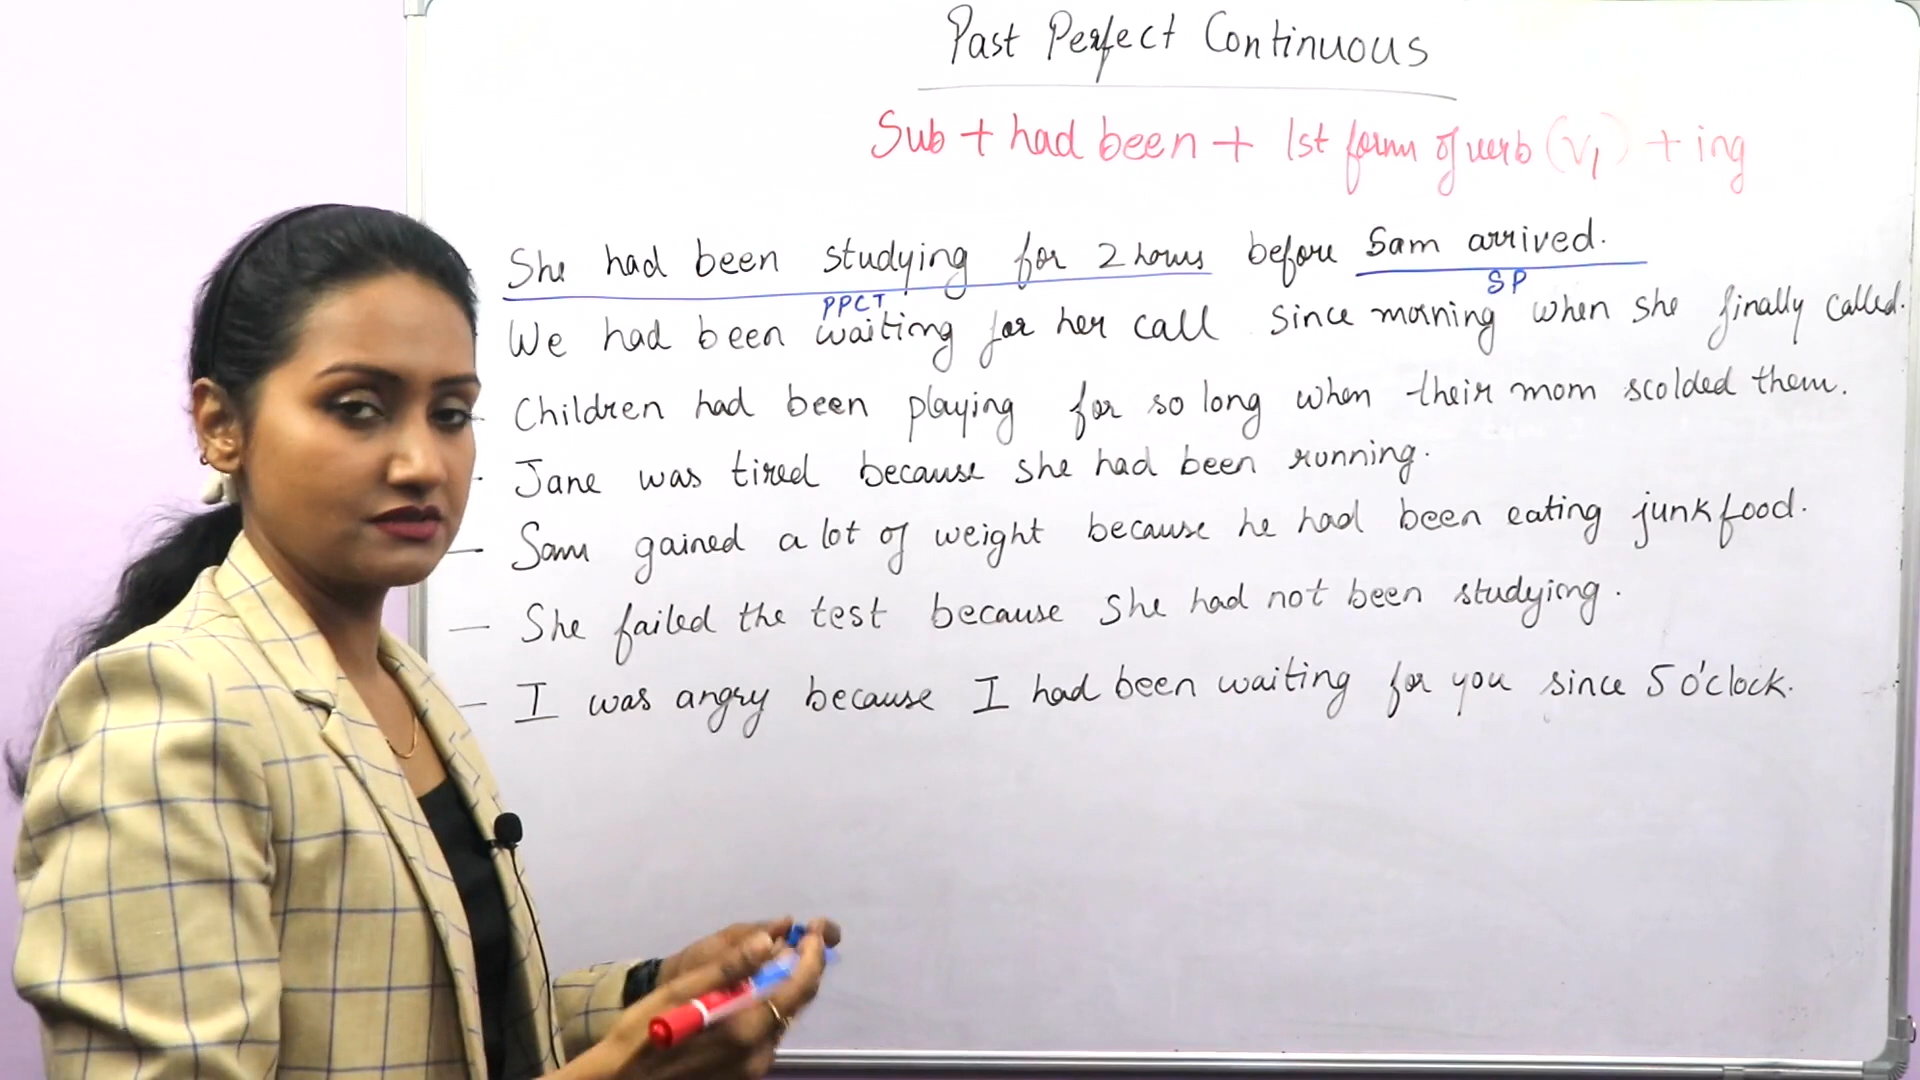 Past Perfect Continuous
Sub + had been + 1st form of verb (V1) + ing
She had been studying for 2 hours before Sam arrived.
PPCT SP
We had been waiting for her call since morning when she finally called.
Children had been playing for so long when their mom scolded them.
- Jane was tired because she had been running.
- Sam gained a lot of weight because he had been eating junk food.
- She failed the test because she had not been studying.
- I was angry because I had been waiting for you since 5 o'clock.